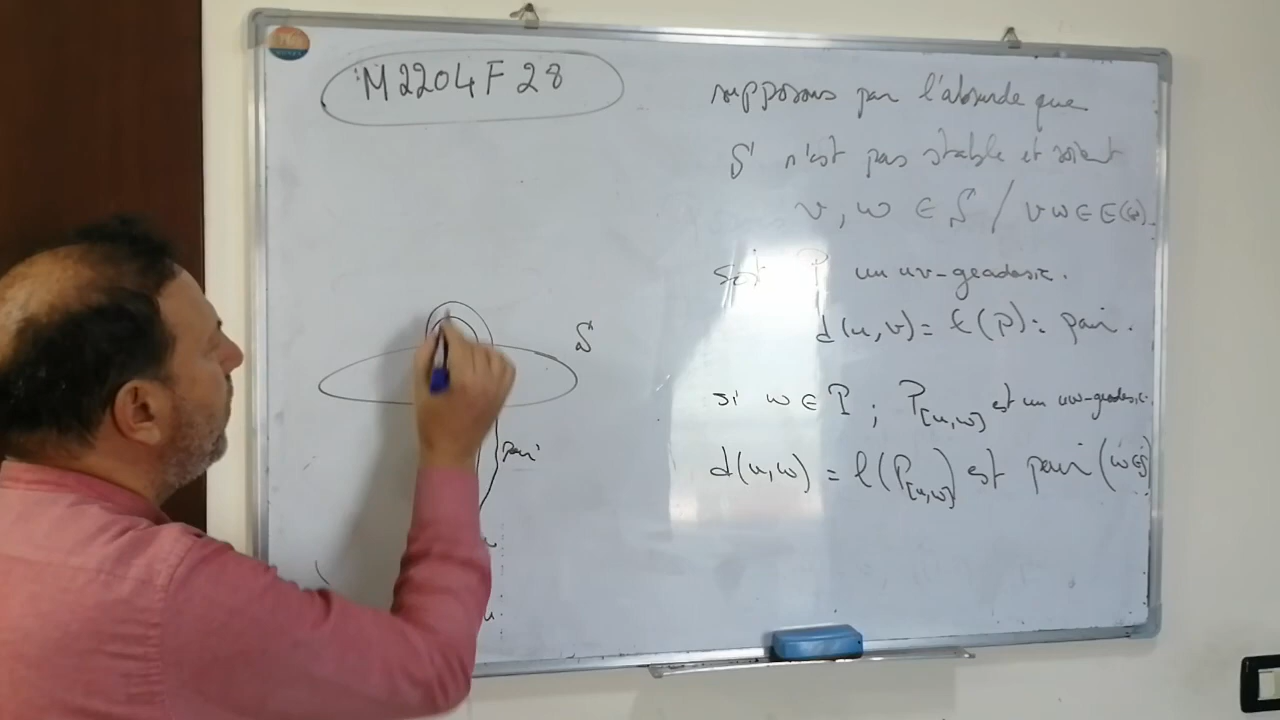 M2204F28
supposons par l'absurde que
S n'est pas stable et soient
v, w ∈ S / vw ∈ E(G).
soit P un uv-geodesic.
d(u,v) = l(P) : pair.
si w ∈ P ; P[u,w] est un uw-geodesic.
d(u,w) = l(P[u,w]) est pair (w∈S)
S
pair
u